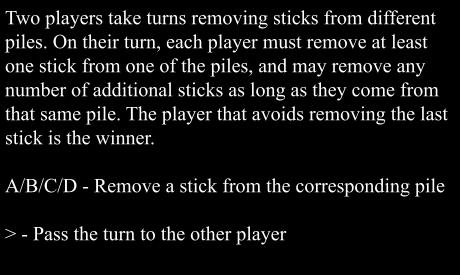 Two players take turns removing sticks from different
piles. On their turn, each player must remove at least
one stick from one of the piles, and may remove any
number of additional sticks as long as they come from
that same pile. The player that avoids removing the last
stick is the winner.
A/B/C/D - Remove a stick from the corresponding pile
> - Pass the turn to the other player